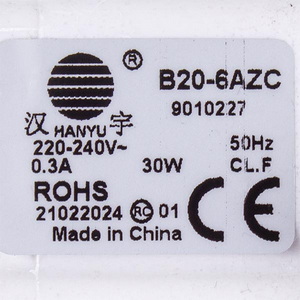 ® B20-6AZC
9010227
汉 HANYU 宇
220-240V~ 50Hz
0.3A 30W CL.F
ROHS CE
21022024 RC 01
Made in China